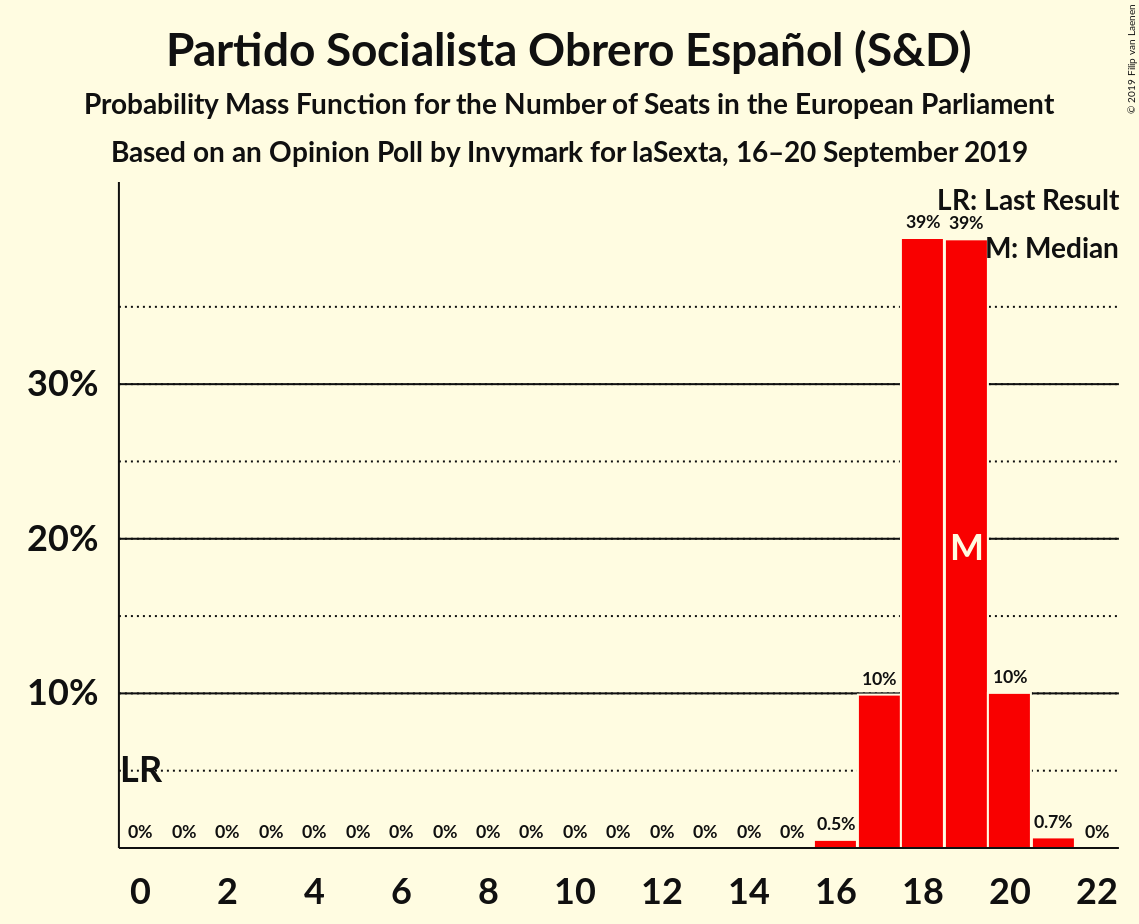 Partido Socialista Obrero Español (S&D)
Probability Mass Function for the Number of Seats in the European Parliament
Based on an Opinion Poll by Invymark for laSexta, 16–20 September 2019
© 2019 Filip van Laenen
LR: Last Result
M: Median
39% 39%
30%
20%
M
10%
10% 10%
LR
0% 0% 0% 0% 0% 0% 0% 0% 0% 0% 0% 0% 0% 0% 0% 0% 0.5% 0.7% 0%
0 2 4 6 8 10 12 14 16 18 20 22